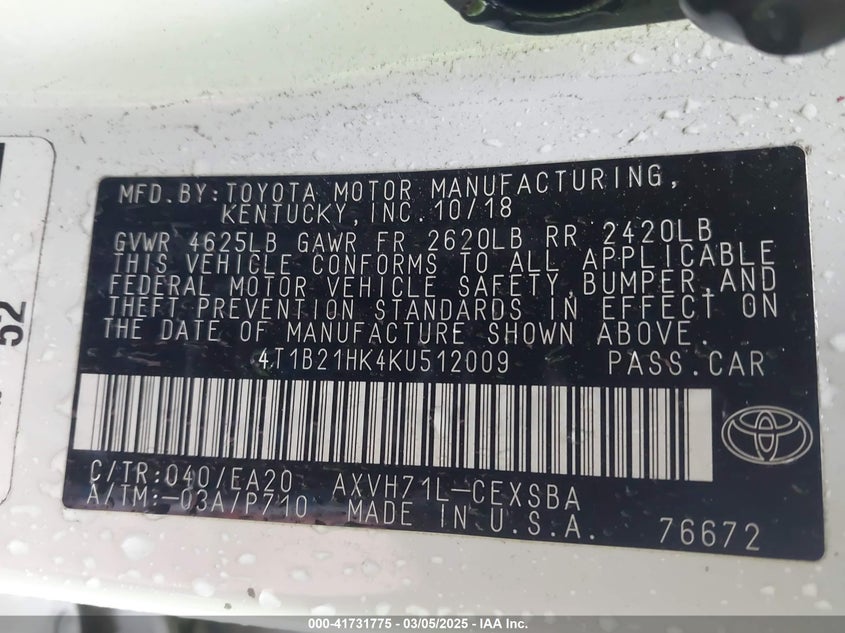 MFD.BY:TOYOTA MOTOR MANUFACTURING,
KENTUCKY,INC.10/18
GVWR 4625LB GAWR FR 2620LB RR 2420LB
THIS VEHICLE CONFORMS TO ALL APPLICABLE
FEDERAL MOTOR VEHICLE SAFETY,BUMPER,AND
THEFT PREVENTION STANDARDS IN EFFECT ON
THE DATE OF MANUFACTURE SHOWN ABOVE.
4T1B21HK4KU512009 PASS.CAR
C/TR:040/EA20 AXVH71L-CEXSBA
A/TM:-03A/P710 MADE IN U.S.A. 76672
52
000-41731775 - 03/05/2025 - IAA Inc.